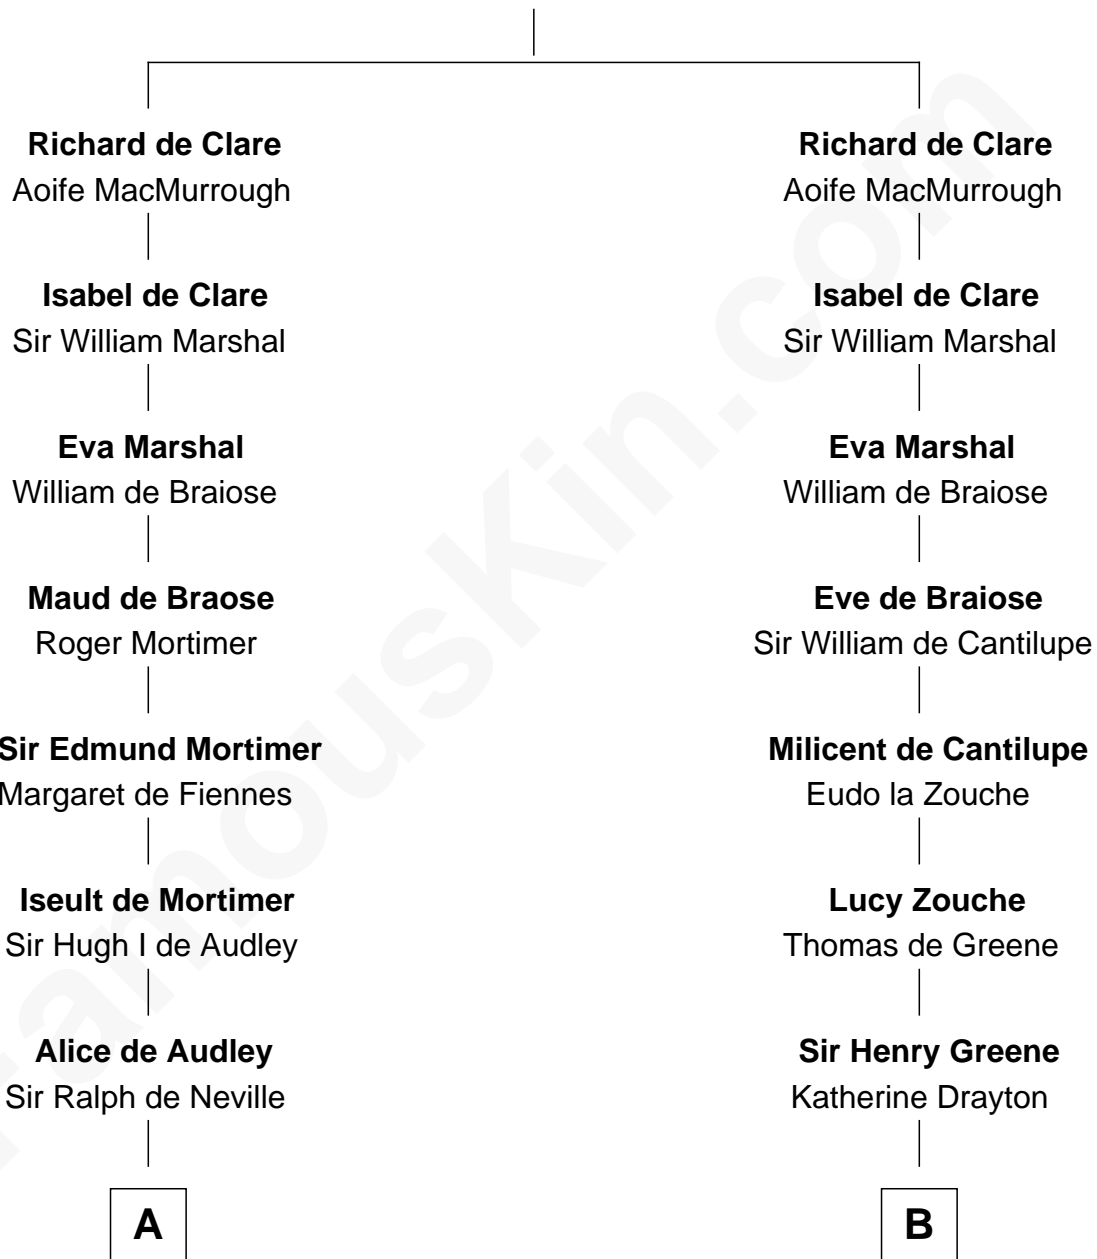 Richard de Clare
Aoife MacMurrough
Isabel de Clare
Sir William Marshal
Eva Marshal
William de Braiose
Maud de Braose
Roger Mortimer
Sir Edmund Mortimer
Margaret de Fiennes
Iseult de Mortimer
Sir Hugh I de Audley
Alice de Audley
Sir Ralph de Neville
A
Richard de Clare
Aoife MacMurrough
Isabel de Clare
Sir William Marshal
Eva Marshal
William de Braiose
Eve de Braiose
Sir William de Cantilupe
Milicent de Cantilupe
Eudo la Zouche
Lucy Zouche
Thomas de Greene
Sir Henry Greene
Katherine Drayton
B
FamousKin.com